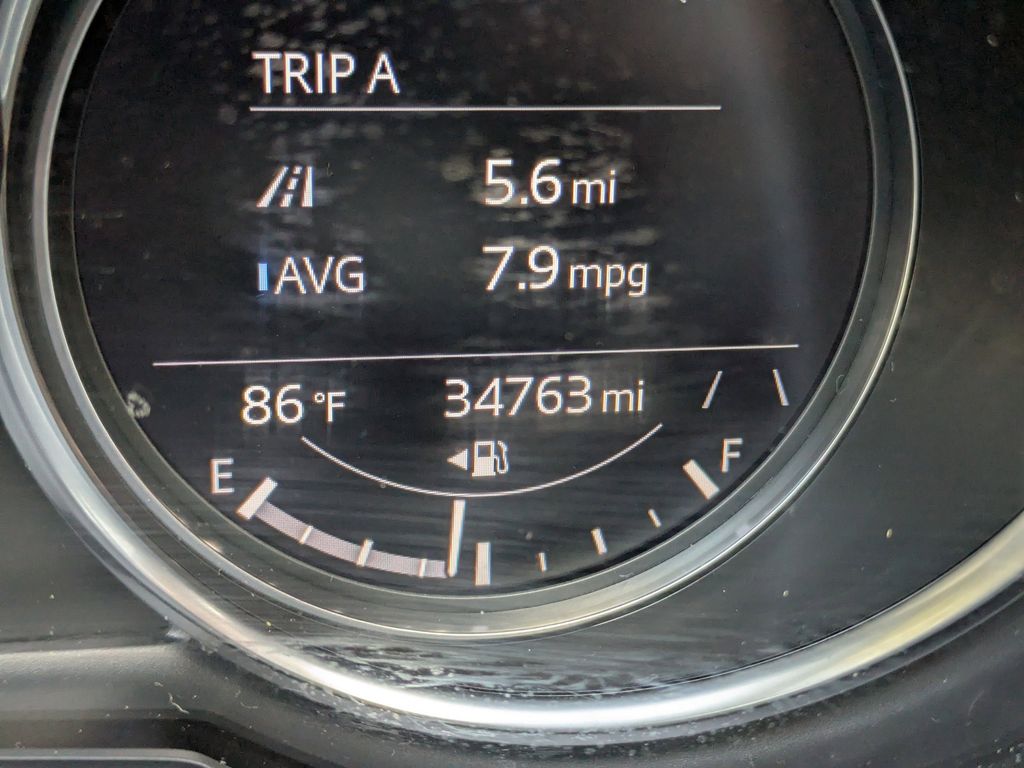 TRIP A
5.6 mi
AVG 7.9 mpg
86 °F 34763 mi
E F